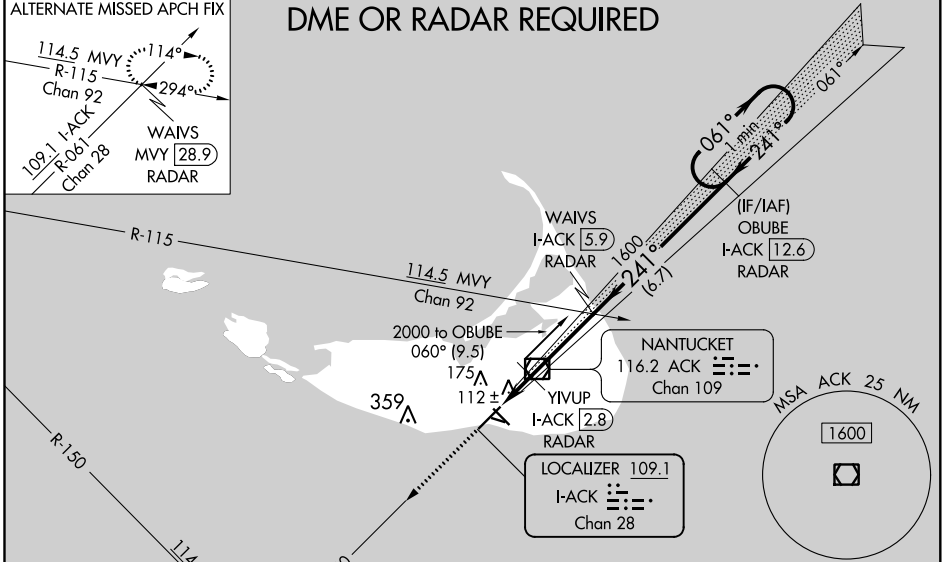 ALTERNATE MISSED APCH FIX
114.5 MVY
R-115
Chan 92
114°
294°
109.1 I-ACK
R-061
Chan 28
WAIVS
MVY 28.9
RADAR
DME OR RADAR REQUIRED
061°
061°
1 min
241°
(IF/IAF)
OBUBE
I-ACK 12.6
RADAR
WAIVS
I-ACK 5.9
RADAR
1600
241°
(6.7)
R-115
114.5 MVY
Chan 92
2000 to OBUBE
060° (9.5)
175
112 ±
359
NANTUCKET
116.2 ACK
Chan 109
YIVUP
I-ACK 2.8
RADAR
LOCALIZER 109.1
I-ACK
Chan 28
MSA ACK 25 NM
1600
R-150